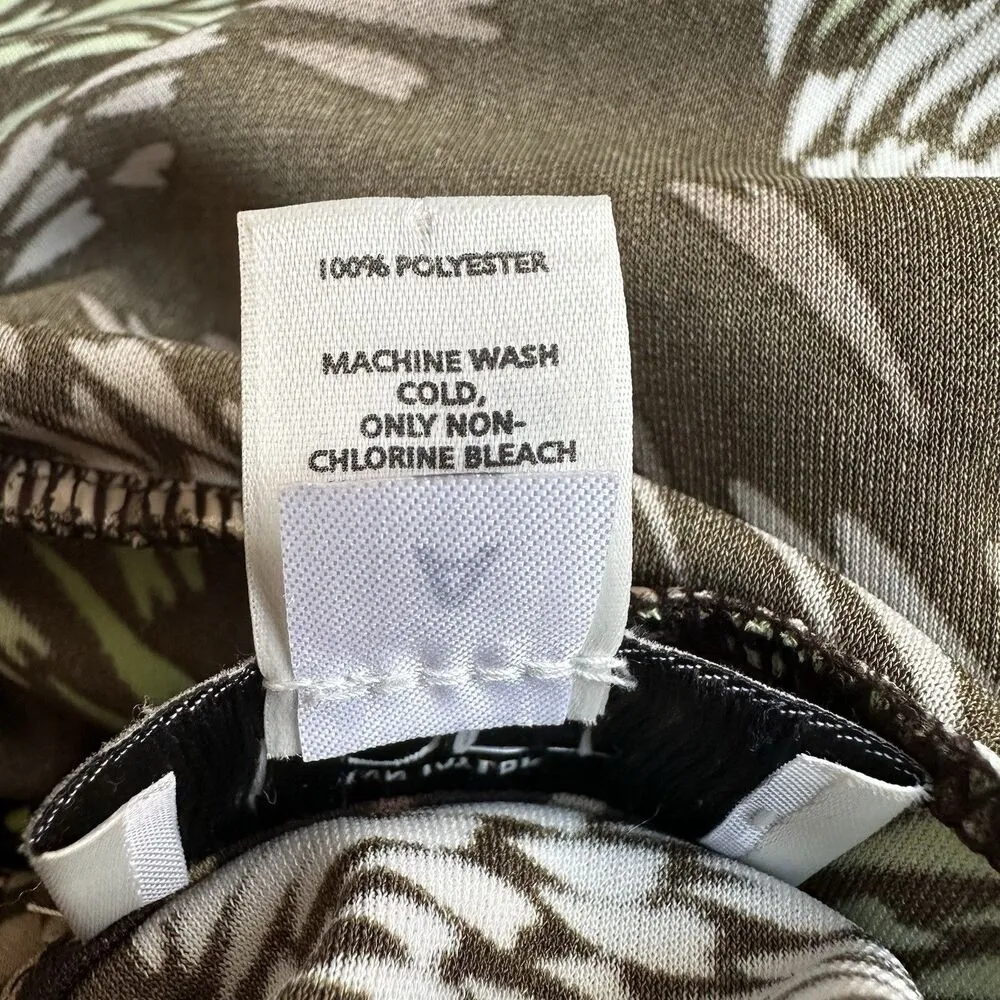 100% POLYESTER
MACHINE WASH
COLD,
ONLY NON-
CHLORINE BLEACH